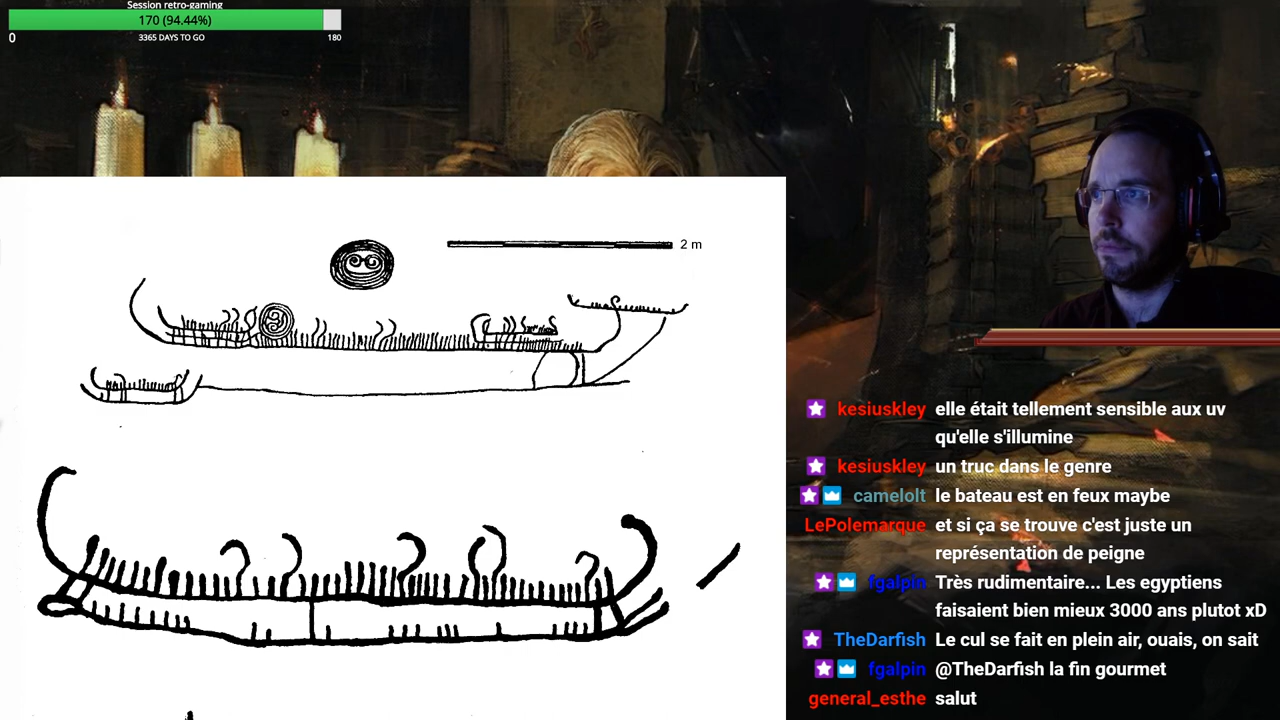 Session retro-gaming
170 (94.44%)
0 3365 DAYS TO GO 180
2 m
kesiuskley elle était tellement sensible aux uv
qu'elle s'illumine
kesiuskley un truc dans le genre
camelolt le bateau est en feux maybe
LePolemarque et si ça se trouve c'est juste un
représentation de peigne
fgalpin Très rudimentaire... Les egyptiens
faisaient bien mieux 3000 ans plutot xD
TheDarfish Le cul se fait en plein air, ouais, on sait
fgalpin @TheDarfish la fin gourmet
general_esthe salut